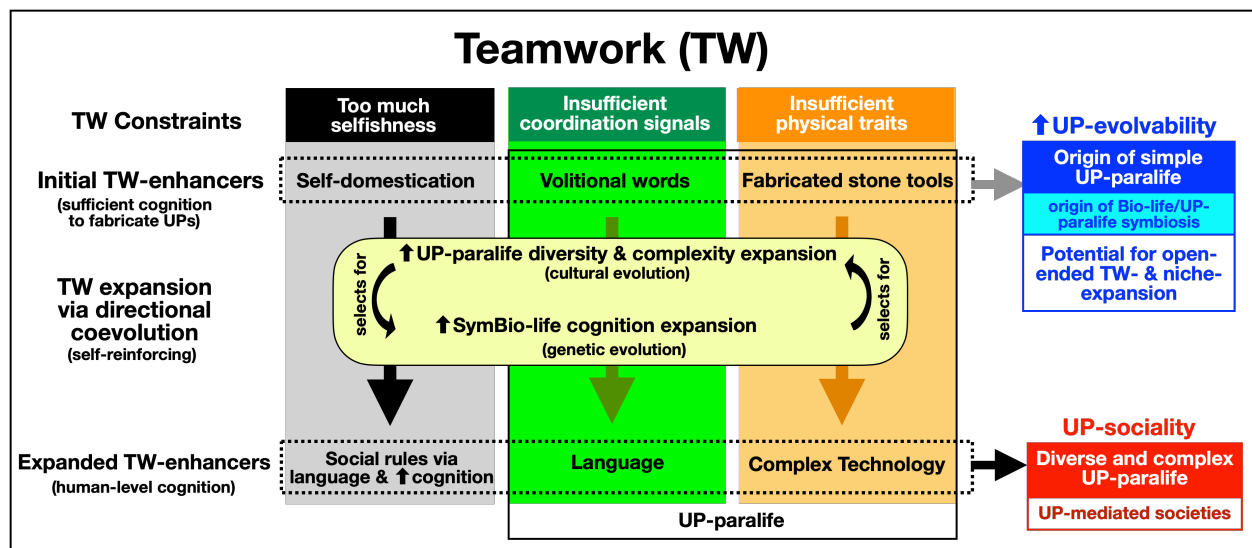 Teamwork (TW)
TW Constraints
Too much
selfishness
Insufficient
coordination signals
Insufficient
physical traits
Initial TW-enhancers
(sufficient cognition
to fabricate UPs)
Self-domestication
Volitional words
Fabricated stone tools
⬆UP-evolvability
Origin of simple
UP-paralife
origin of Bio-life/UP-
paralife symbiosis
Potential for open-
ended TW- & niche-
expansion
TW expansion
via directional
coevolution
(self-reinforcing)
selects for
⬆UP-paralife diversity & complexity expansion
(cultural evolution)
⬆SymBio-life cognition expansion
(genetic evolution)
selects for
Expanded TW-enhancers
(human-level cognition)
Social rules via
language & ⬆cognition
Language
Complex Technology
UP-paralife
UP-sociality
Diverse and complex
UP-paralife
UP-mediated societies